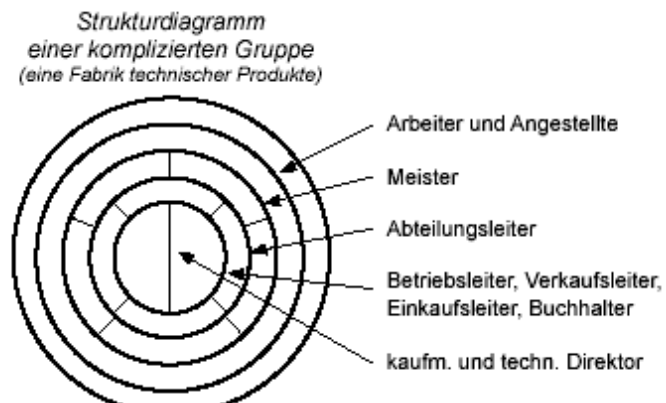 Strukturdiagramm
einer komplizierten Gruppe
(eine Fabrik technischer Produkte)
Arbeiter und Angestellte
Meister
Abteilungsleiter
Betriebsleiter, Verkaufsleiter,
Einkaufsleiter, Buchhalter
kaufm. und techn. Direktor